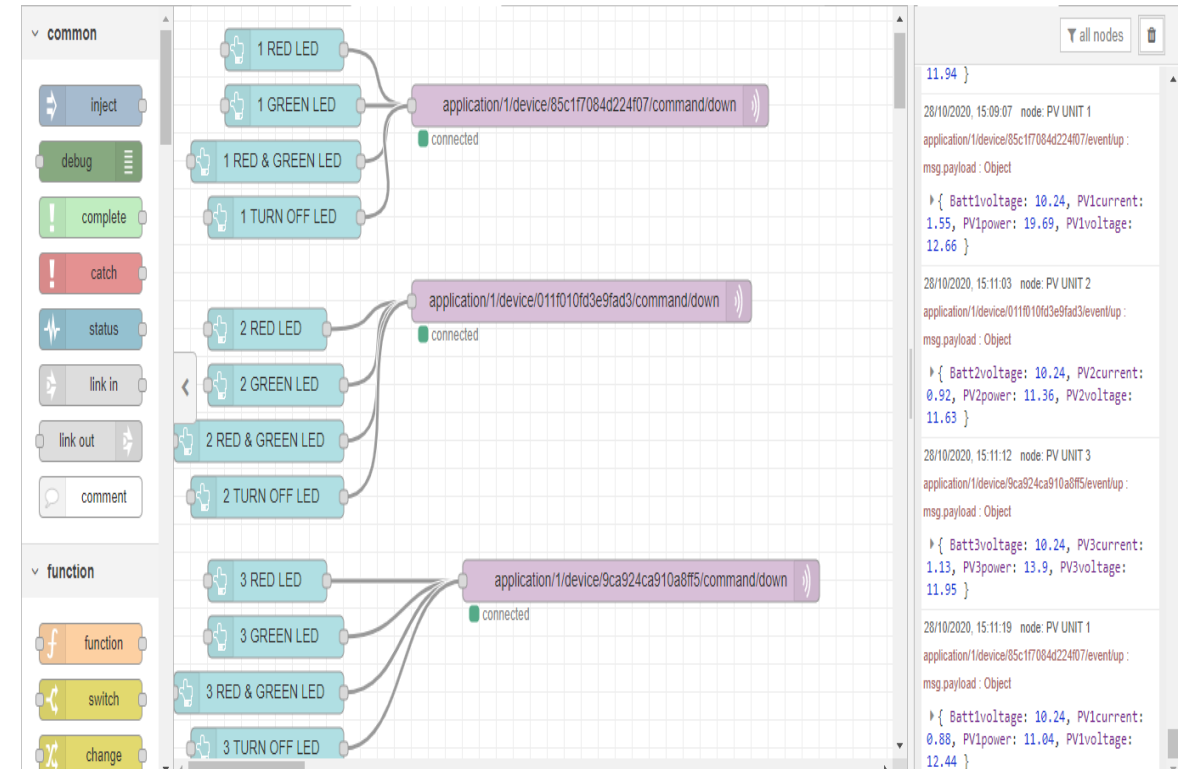 common
inject
debug
complete
catch
status
link in
link out
comment
function
function
switch
change
1 RED LED
1 GREEN LED
1 RED & GREEN LED
1 TURN OFF LED
application/1/device/85c1f7084d224f07/command/down
connected
2 RED LED
2 GREEN LED
2 RED & GREEN LED
2 TURN OFF LED
application/1/device/011f010fd3e9fad3/command/down
connected
3 RED LED
3 GREEN LED
3 RED & GREEN LED
3 TURN OFF LED
application/1/device/9ca924ca910a8ff5/command/down
connected
all nodes
11.94 }
28/10/2020, 15:09:07 node: PV UNIT 1
application/1/device/85c1f7084d224f07/event/up :
msg.payload : Object
{ Batt1voltage: 10.24, PV1current:
1.55, PV1power: 19.69, PV1voltage:
12.66 }
28/10/2020, 15:11:03 node: PV UNIT 2
application/1/device/011f010fd3e9fad3/event/up :
msg.payload : Object
{ Batt2voltage: 10.24, PV2current:
0.92, PV2power: 11.36, PV2voltage:
11.63 }
28/10/2020, 15:11:12 node: PV UNIT 3
application/1/device/9ca924ca910a8ff5/event/up :
msg.payload : Object
{ Batt3voltage: 10.24, PV3current:
1.13, PV3power: 13.9, PV3voltage:
11.95 }
28/10/2020, 15:11:19 node: PV UNIT 1
application/1/device/85c1f7084d224f07/event/up :
msg.payload : Object
{ Batt1voltage: 10.24, PV1current:
0.88, PV1power: 11.04, PV1voltage:
12.44 }